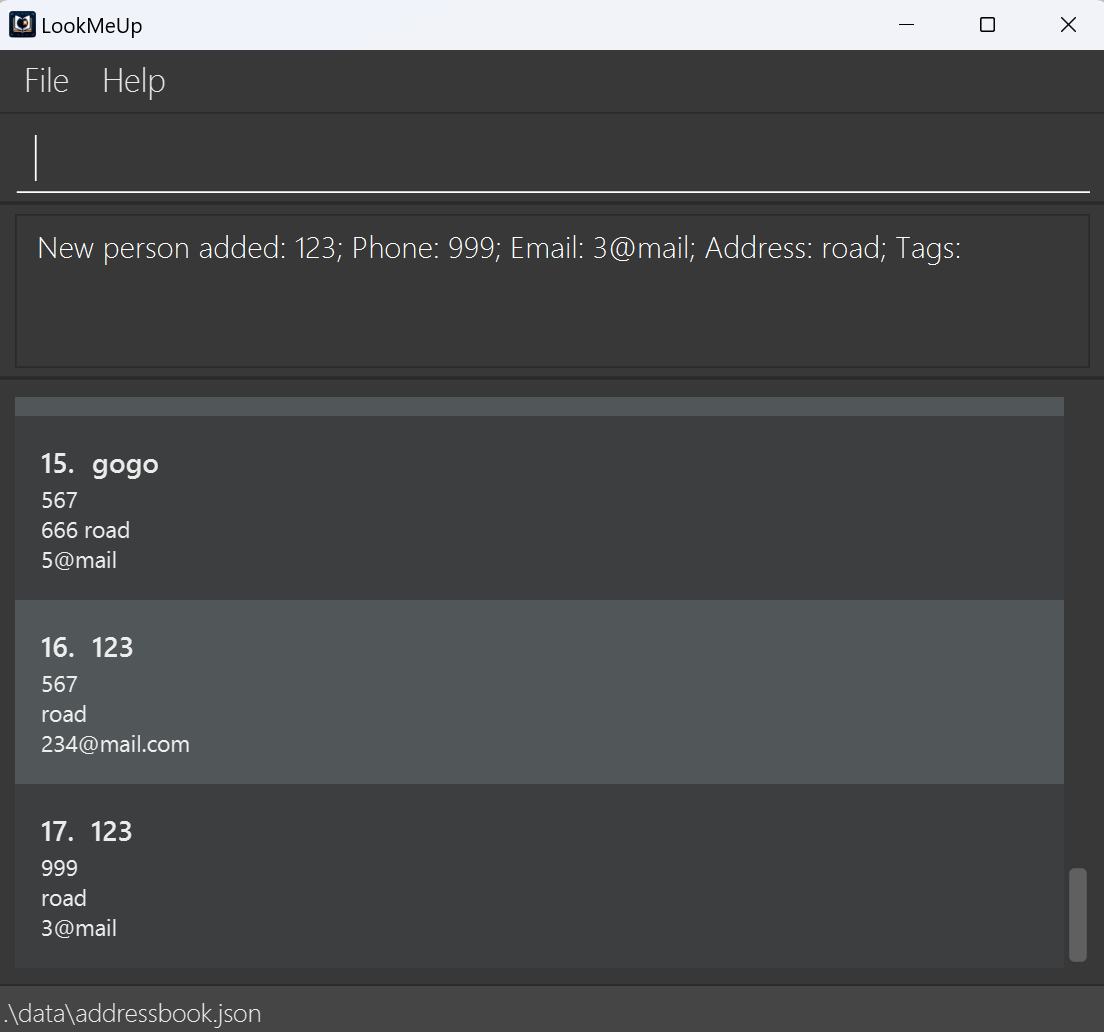 LookMeUp
File Help
New person added: 123; Phone: 999; Email: 3@mail; Address: road; Tags:
15. gogo
567
666 road
5@mail
16. 123
567
road
234@mail.com
17. 123
999
road
3@mail
.\data\addressbook.json